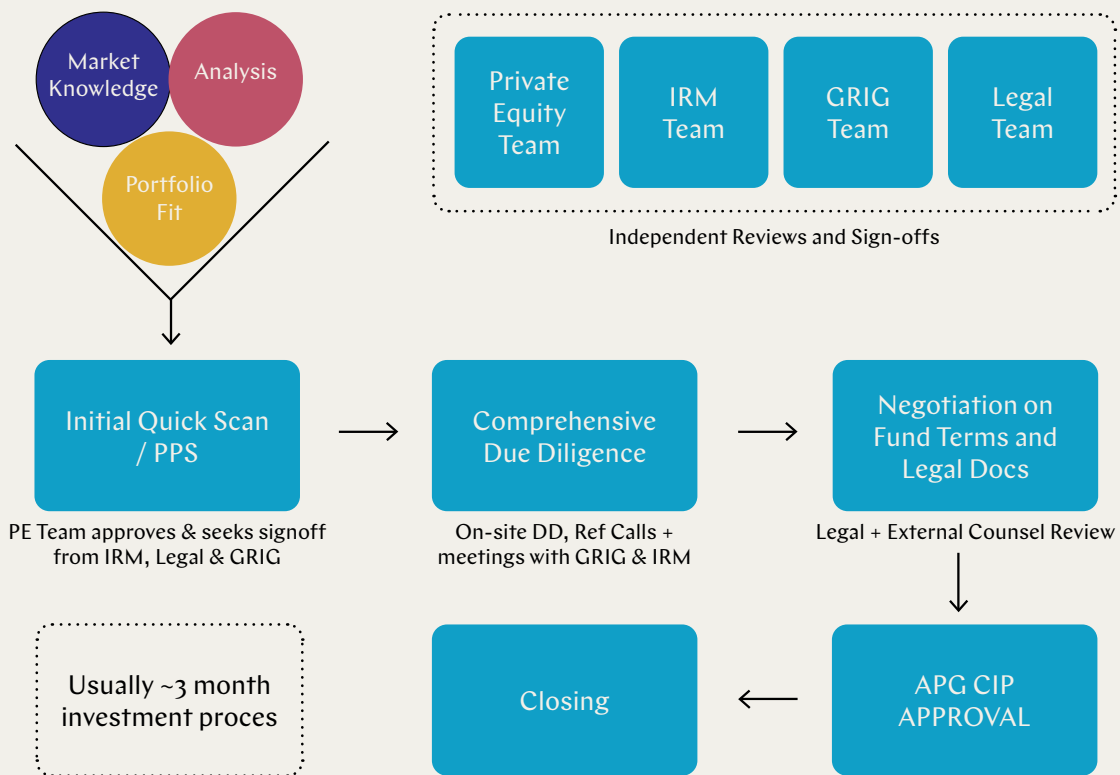 Market
Knowledge
Analysis
Portfolio
Fit
Private
Equity
Team
IRM
Team
GRIG
Team
Legal
Team
Independent Reviews and Sign-offs
Initial Quick Scan
/ PPS
PE Team approves & seeks signoff
from IRM, Legal & GRIG
Comprehensive
Due Diligence
On-site DD, Ref Calls +
meetings with GRIG & IRM
Negotiation on
Fund Terms and
Legal Docs
Legal + External Counsel Review
APG CIP
APPROVAL
Closing
Usually ~3 month
investment proces